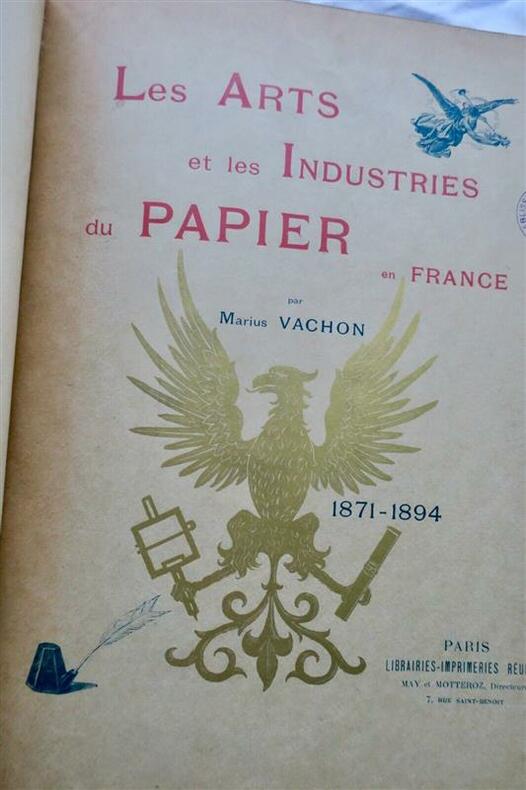 Les ARTS
et les INDUSTRIES
du PAPIER
en FRANCE
par
Marius VACHON
1871-1894
PARIS
LIBRAIRIES-IMPRIMERIES
MAY et MOTTEROZ, Directeurs
7, RUE SAINT-BENOIT